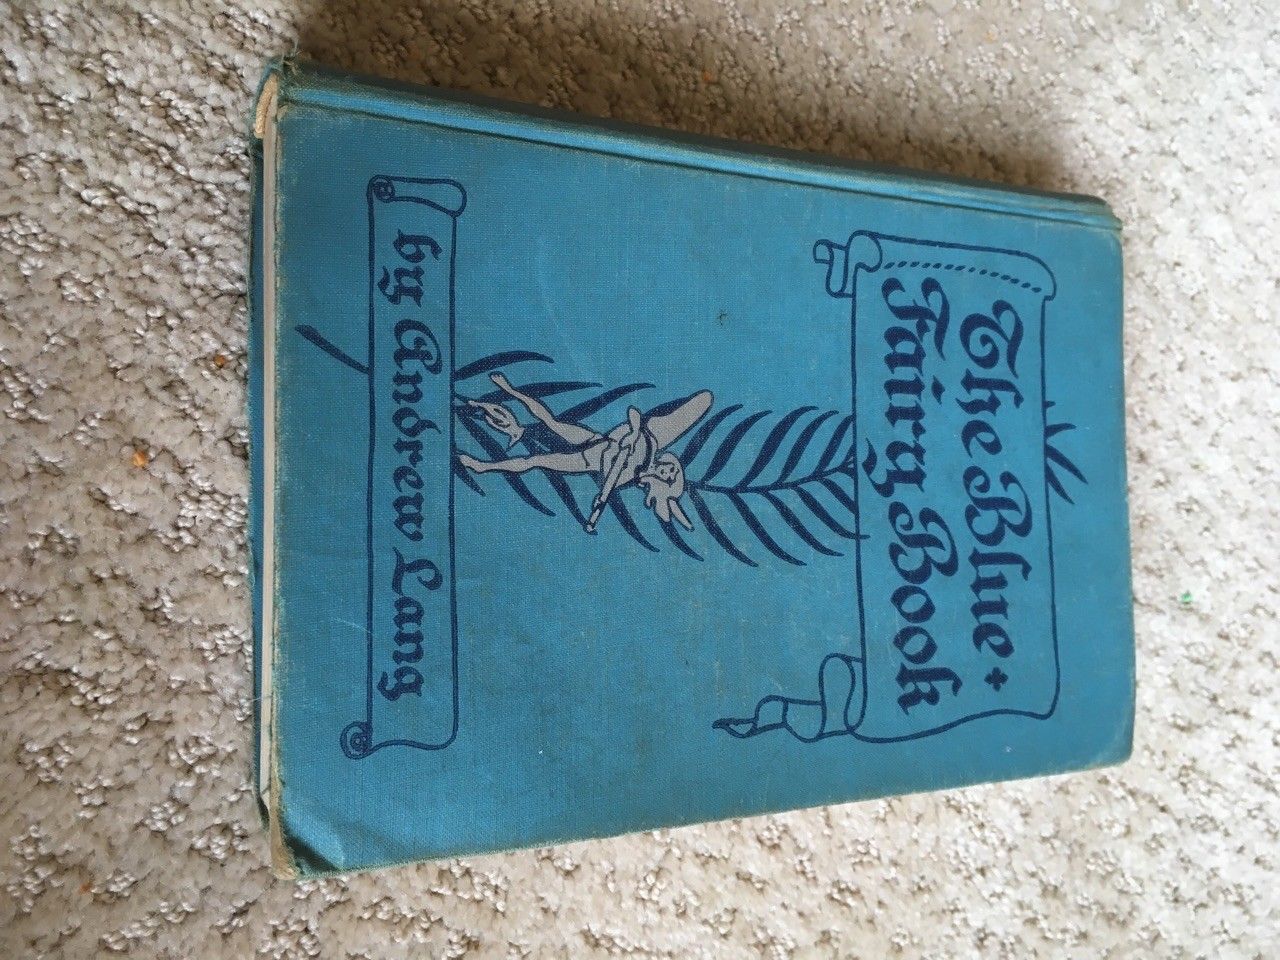 The Blue
Fairy Book
by Andrew Lang